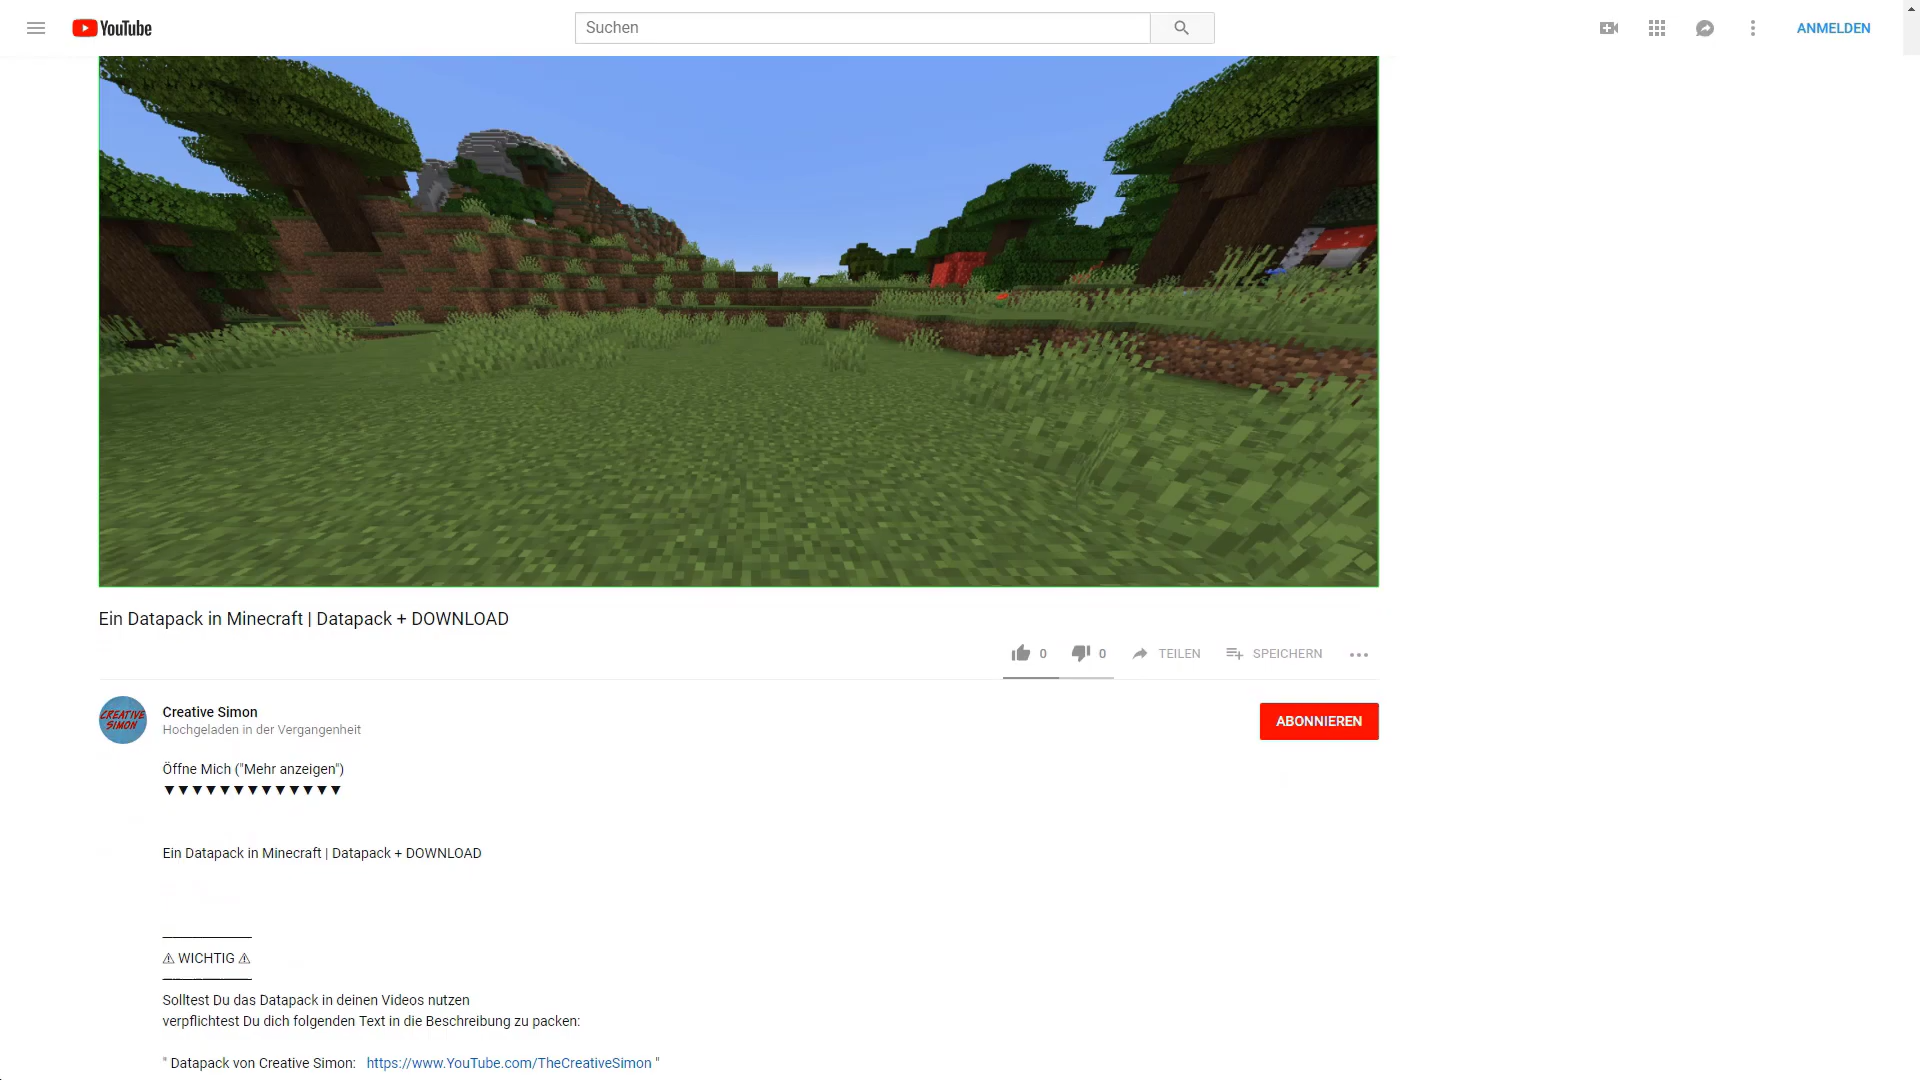 YouTube
Suchen
ANMELDEN
Ein Datapack in Minecraft | Datapack + DOWNLOAD
0
0
TEILEN
SPEICHERN
CREATIVE
SIMON
Creative Simon
Hochgeladen in der Vergangenheit
ABONNIEREN
Öffne Mich ("Mehr anzeigen")
▼▼▼▼▼▼▼▼▼▼▼▼▼
Ein Datapack in Minecraft | Datapack + DOWNLOAD
⚠ WICHTIG ⚠
Solltest Du das Datapack in deinen Videos nutzen
verpflichtest Du dich folgenden Text in die Beschreibung zu packen:
" Datapack von Creative Simon: https://www.YouTube.com/TheCreativeSimon "